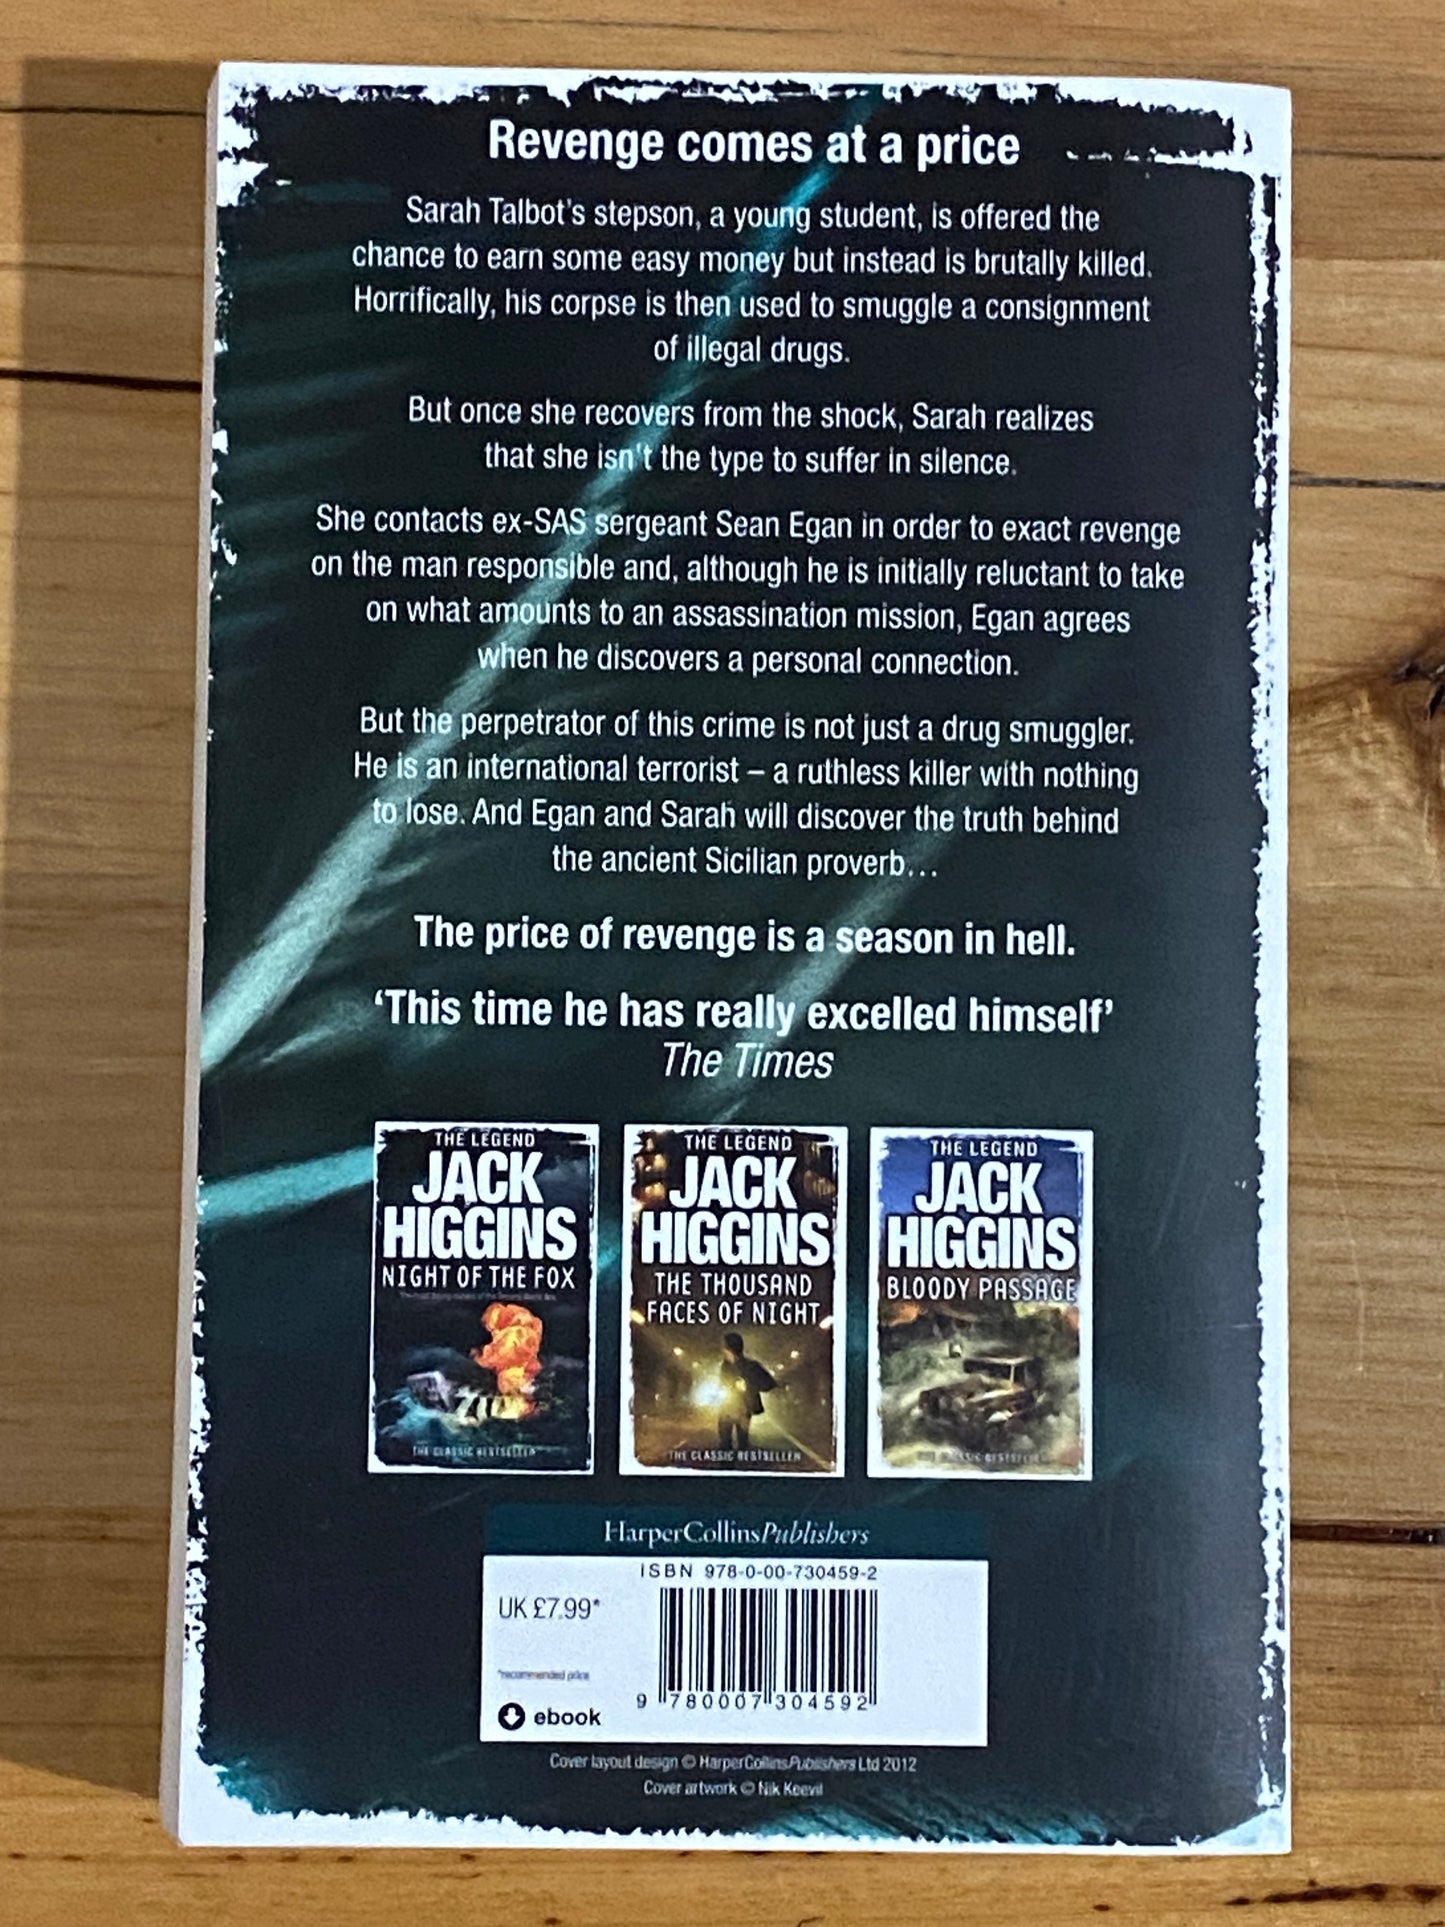 Revenge comes at a price
Sarah Talbot's stepson, a young student, is offered the
chance to earn some easy money but instead is brutally killed.
Horrifically, his corpse is then used to smuggle a consignment
of illegal drugs.
But once she recovers from the shock, Sarah realizes
that she isn't the type to suffer in silence.
She contacts ex-SAS sergeant Sean Egan in order to exact revenge
on the man responsible and, although he is initially reluctant to take
on what amounts to an assassination mission, Egan agrees
when he discovers a personal connection.
But the perpetrator of this crime is not just a drug smuggler.
He is an international terrorist – a ruthless killer with nothing
to lose. And Egan and Sarah will discover the truth behind
the ancient Sicilian proverb…
The price of revenge is a season in hell.
‘This time he has really excelled himself’
The Times
THE LEGEND
JACK
HIGGINS
NIGHT OF THE FOX
THE CLASSIC BESTSELLER
THE LEGEND
JACK
HIGGINS
THE THOUSAND
FACES OF NIGHT
THE CLASSIC BESTSELLER
THE LEGEND
JACK
HIGGINS
BLOODY PASSAGE
THE CLASSIC BESTSELLER
HarperCollinsPublishers
ISBN 978-0-00-730459-2
UK £7.99*
*recommended price
9 780007 304592
ebook
Cover layout design © HarperCollinsPublishers Ltd 2012
Cover artwork © Nik Keevil